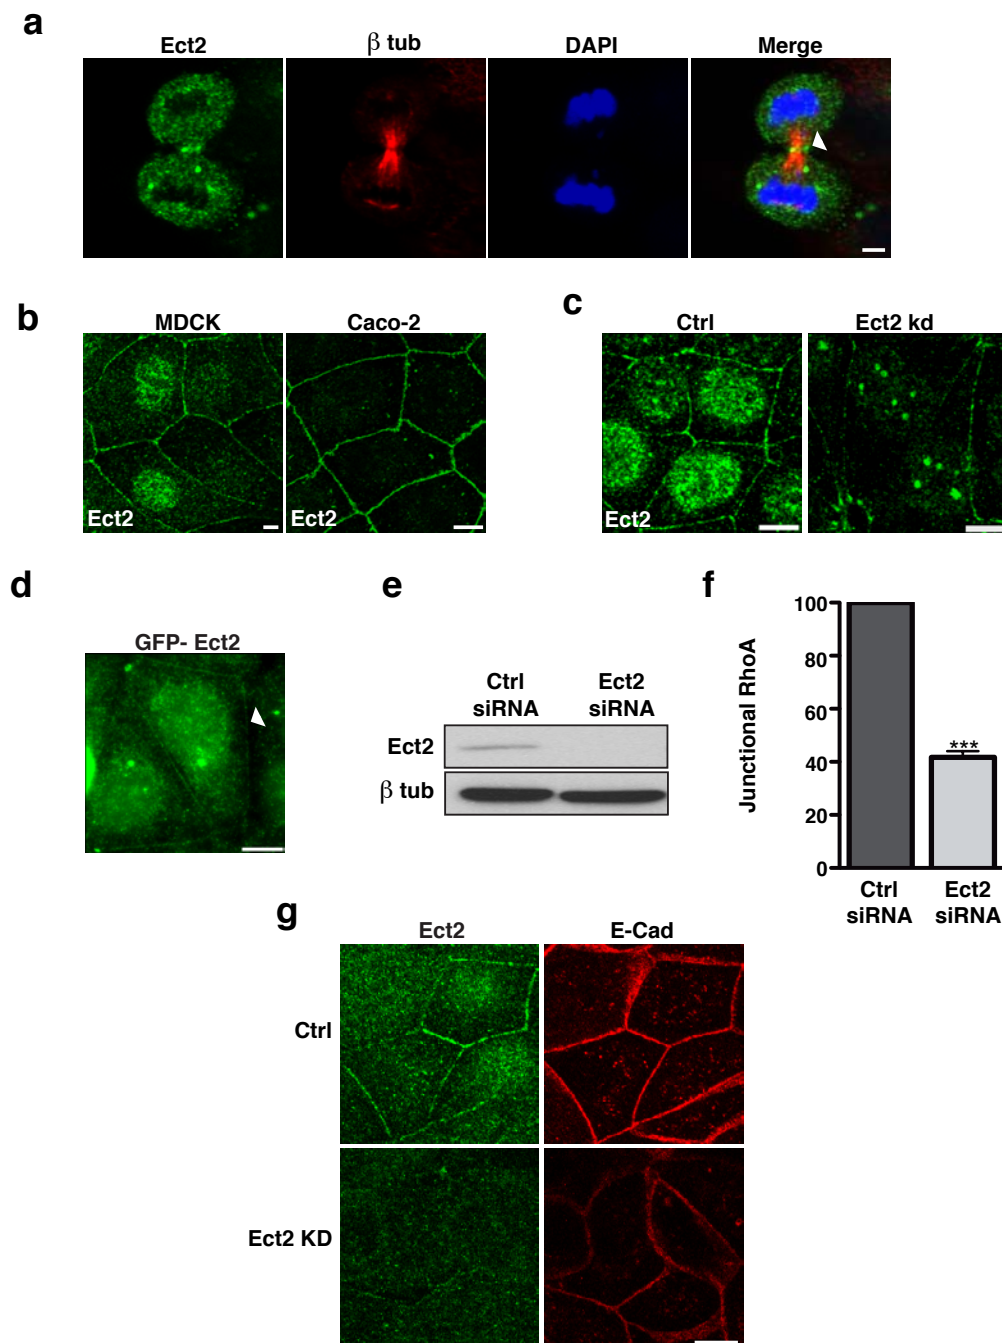 a
Ect2 β tub DAPI Merge
b
MDCK Caco-2
Ect2 Ect2
c
Ctrl Ect2 kd
Ect2
d
GFP- Ect2
e
Ctrl Ect2
siRNA siRNA
Ect2
β tub
f
Junctional RhoA
100
80
60
40
20
0
***
Ctrl Ect2
siRNA siRNA
g
Ect2 E-Cad
Ctrl
Ect2 KD